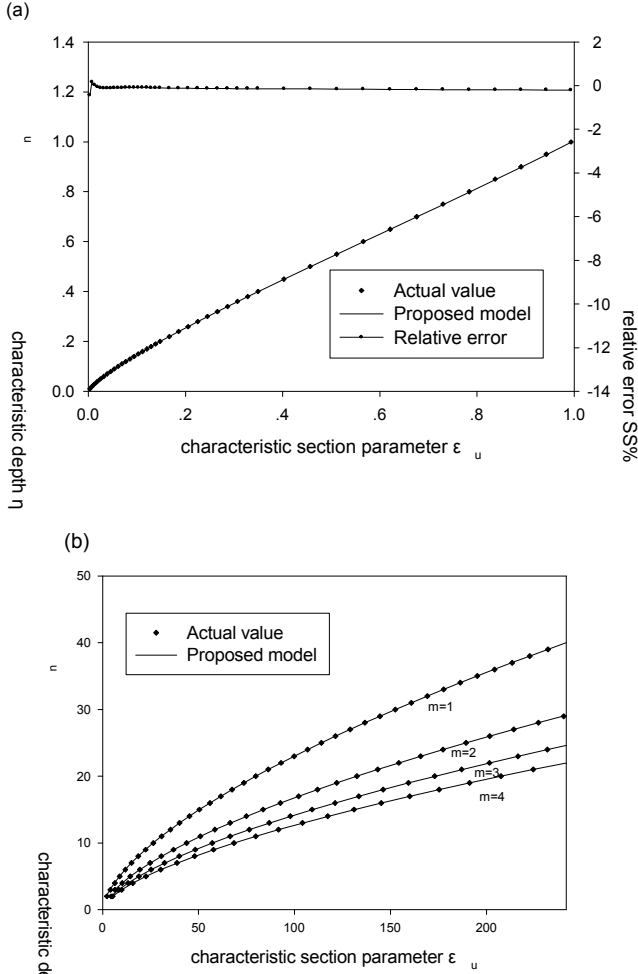 (a)
1.4
1.2
1.0
.8
.6
.4
.2
0.0
0.0
.2
.4
.6
.8
1.0
2
0
-2
-4
-6
-8
-10
-12
-14
n
characteristic depth η
relative error SS%
Actual value
Proposed model
Relative error
characteristic section parameter ε u
(b)
50
40
30
20
10
0
0
50
100
150
200
n
characteristic de
Actual value
Proposed model
m=1
m=2
m=3
m=4
characteristic section parameter ε u